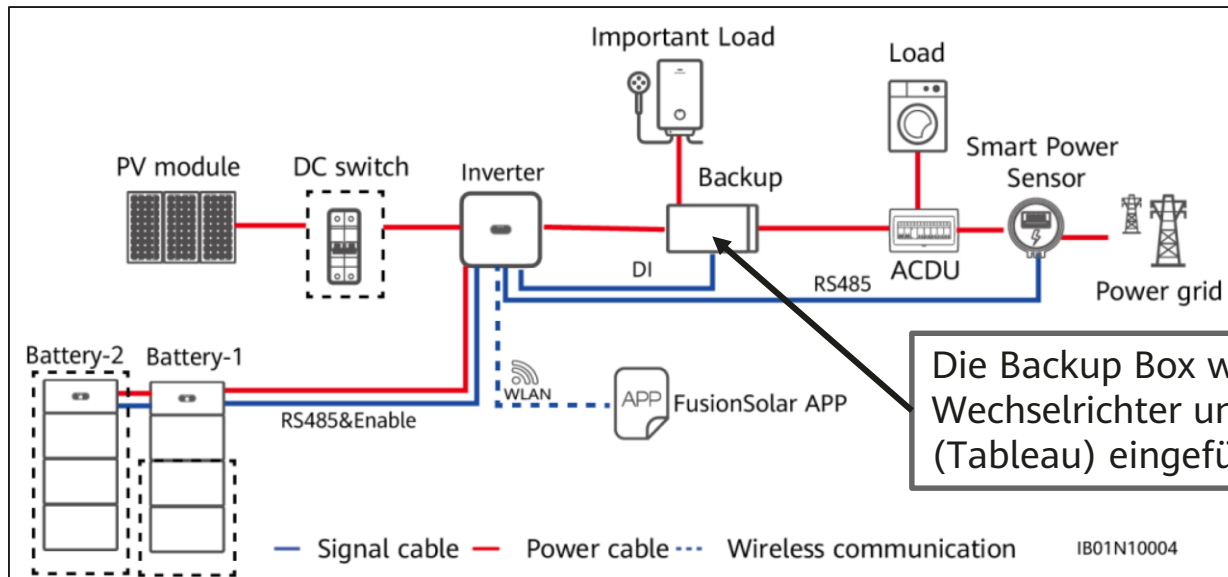 Important Load
Load
PV module
DC switch
Inverter
Backup
Smart Power
Sensor
DI
RS485
ACDU
Power grid
Battery-2
Battery-1
RS485&Enable
WLAN
APP
FusionSolar APP
Die Backup Box
Wechselrichter
(Tableau)
Signal cable
Power cable
Wireless communication
IB01N10004